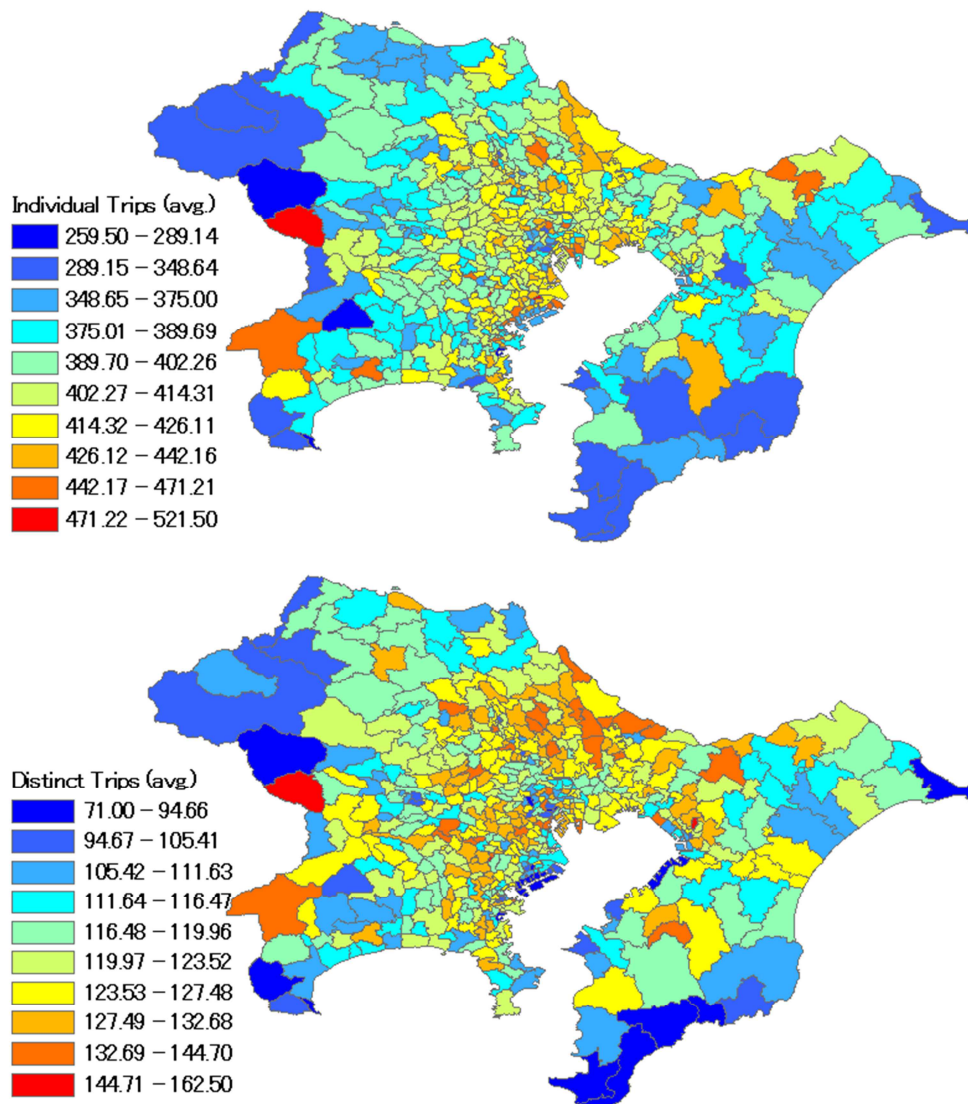 Individual Trips (avg.)
259.50 – 289.14
289.15 – 348.64
348.65 – 375.00
375.01 – 389.69
389.70 – 402.26
402.27 – 414.31
414.32 – 426.11
426.12 – 442.16
442.17 – 471.21
471.22 – 521.50
Distinct Trips (avg.)
71.00 – 94.66
94.67 – 105.41
105.42 – 111.63
111.64 – 116.47
116.48 – 119.96
119.97 – 123.52
123.53 – 127.48
127.49 – 132.68
132.69 – 144.70
144.71 – 162.50